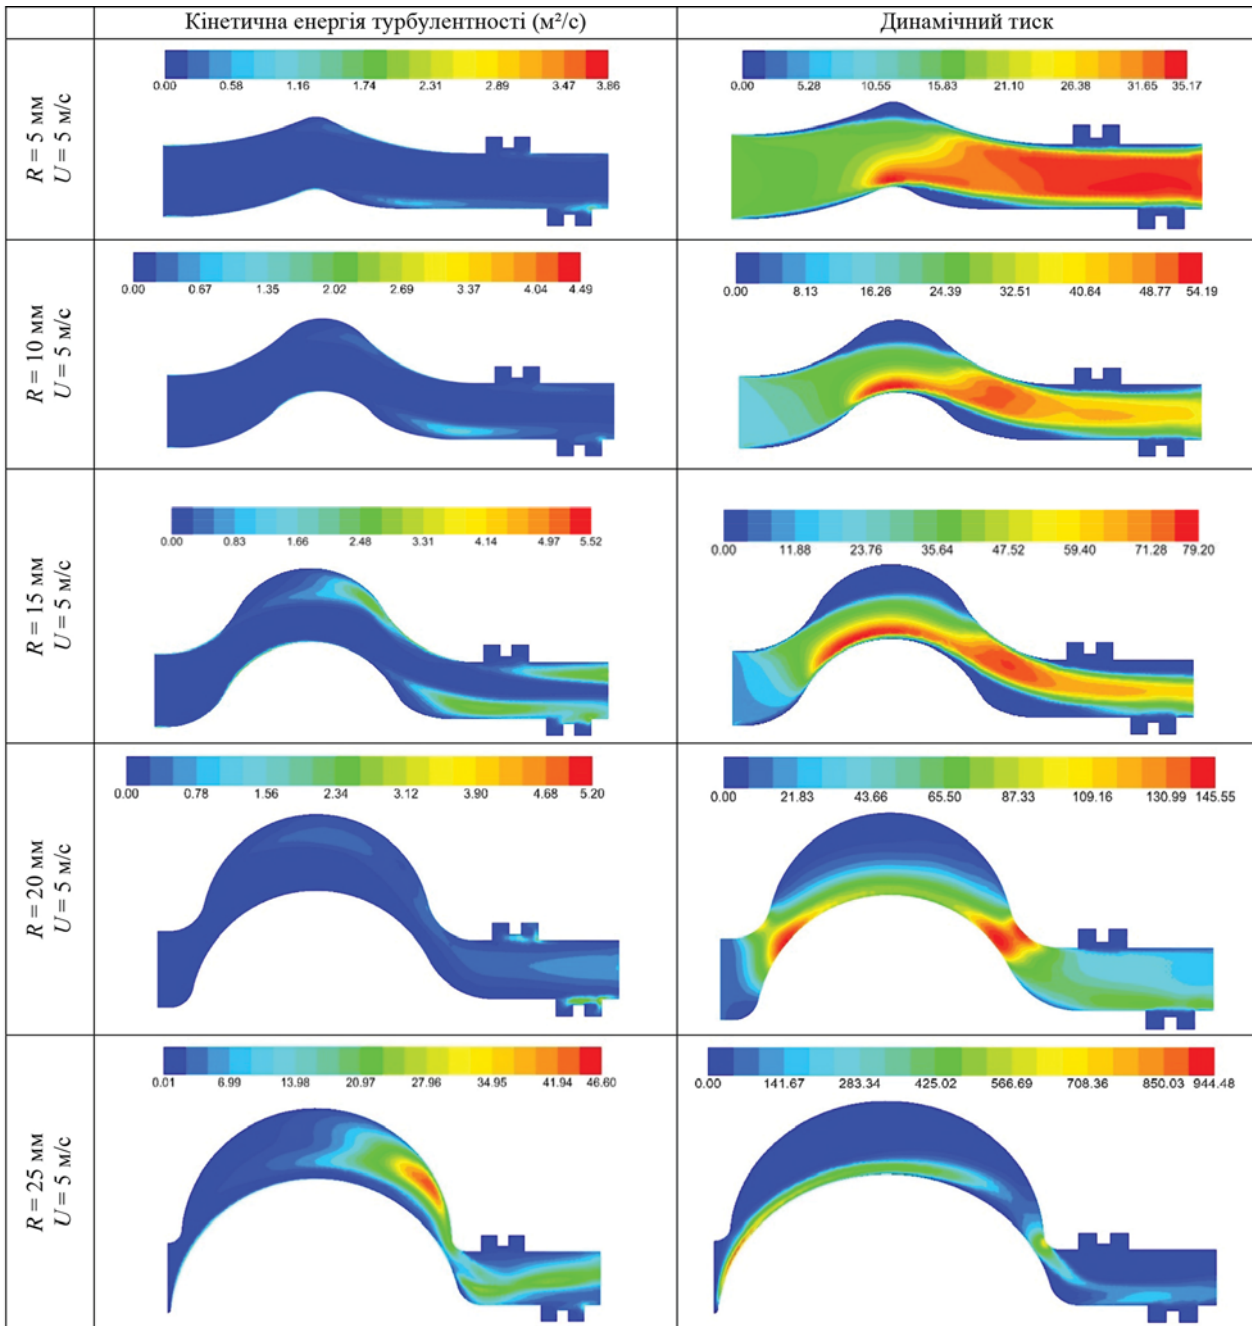 Кінетична енергія турбулентності (м²/с)
Динамічний тиск
R = 5 мм
U = 5 м/с
0.00 0.58 1.16 1.74 2.31 2.89 3.47 3.86
0.00 5.28 10.55 15.83 21.10 26.38 31.65 35.17
R = 10 мм
U = 5 м/с
0.00 0.67 1.35 2.02 2.69 3.37 4.04 4.49
0.00 8.13 16.26 24.39 32.51 40.64 48.77 54.19
R = 15 мм
U = 5 м/с
0.00 0.83 1.66 2.48 3.31 4.14 4.97 5.52
0.00 11.88 23.76 35.64 47.52 59.40 71.28 79.20
R = 20 мм
U = 5 м/с
0.00 0.78 1.56 2.34 3.12 3.90 4.68 5.20
0.00 21.83 43.66 65.50 87.33 109.16 130.99 145.55
R = 25 мм
U = 5 м/с
0.01 6.99 13.98 20.97 27.96 34.95 41.94 46.60
0.00 141.67 283.34 425.02 566.69 708.36 850.03 944.48